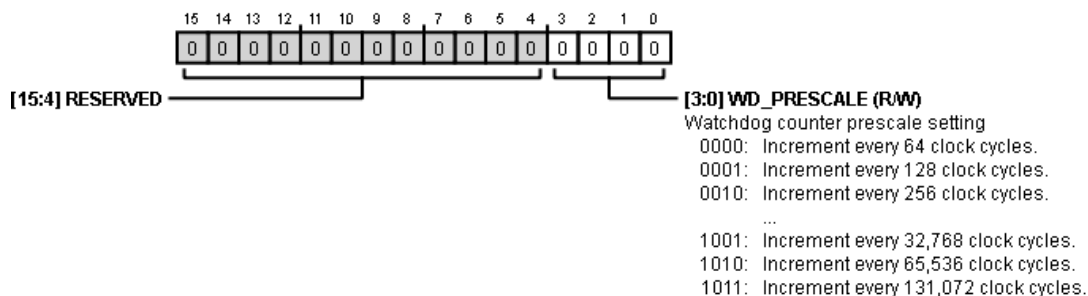 15 14 13 12 11 10 9 8 7 6 5 4 3 2 1 0
0 0 0 0 0 0 0 0 0 0 0 0 0 0 0 0
[15:4] RESERVED
[3:0] WD_PRESCALE (R/W)
Watchdog counter prescale setting
0000: Increment every 64 clock cycles.
0001: Increment every 128 clock cycles.
0010: Increment every 256 clock cycles.
...
1001: Increment every 32,768 clock cycles.
1010: Increment every 65,536 clock cycles.
1011: Increment every 131,072 clock cycles.